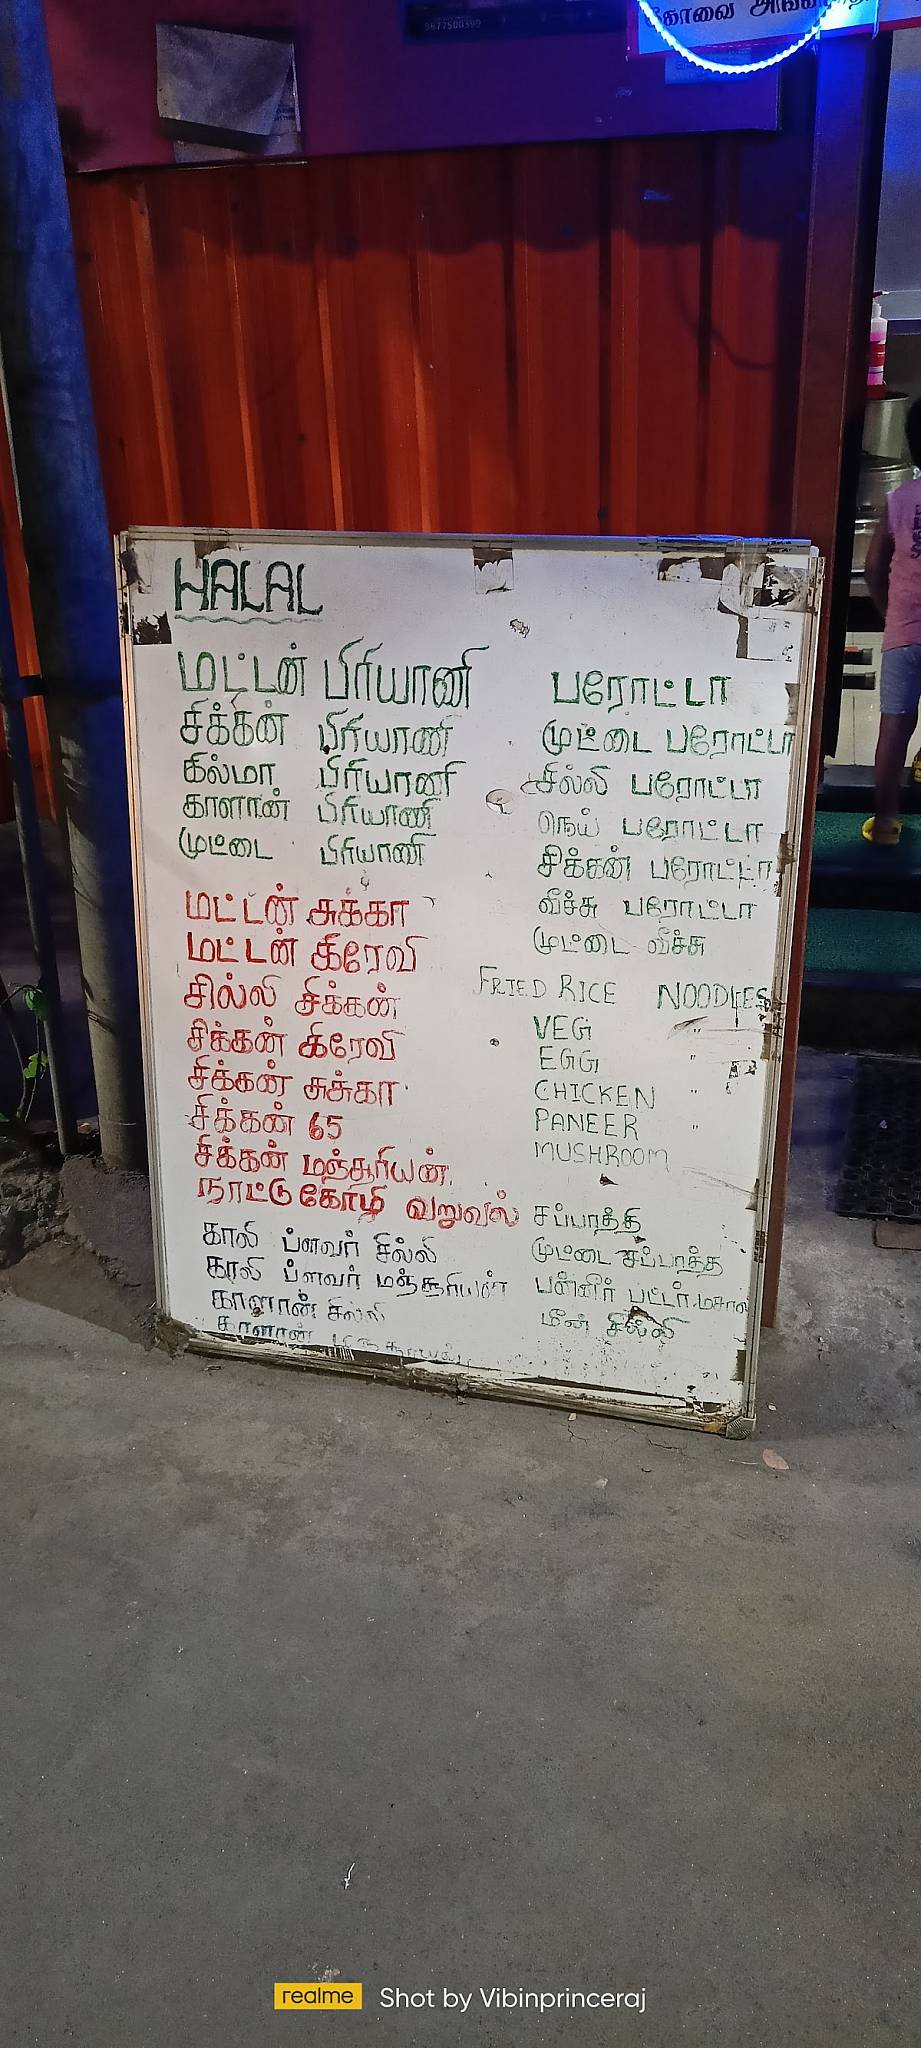 9677500399
கோவை
HALAL
மட்டன் பிரியாணி
சிக்கன் பிரியாணி
கில்மா பிரியாணி
காளான் பிரியாணி
முட்டை பிரியாணி
மட்டன் சுக்கா
மட்டன் கிரேவி
சில்லி சிக்கன்
சிக்கன் கிரேவி
சிக்கன் சுக்கா
சிக்கன் 65
சிக்கன் மஞ்சூரியன்
நாட்டு கோழி வறுவல்
காலி ப்ளவர் சில்லி
காலி ப்ளவர் மஞ்சூரியன்
காளான் சில்லி
காளான்
பரோட்டா
முட்டை பரோட்டா
சில்லி பரோட்டா
நெய் பரோட்டா
சிக்கன் பரோட்டா
வீச்சு பரோட்டா
முட்டை வீச்சு
FRIED RICE NOODLES
VEG "
EGG "
CHICKEN "
PANEER "
MUSHROOM
சப்பாத்தி
முட்டை சப்பாத்த
பன்னீர் பட்டர் மசாலா
மீன் சில்லி
realme Shot by Vibinprinceraj